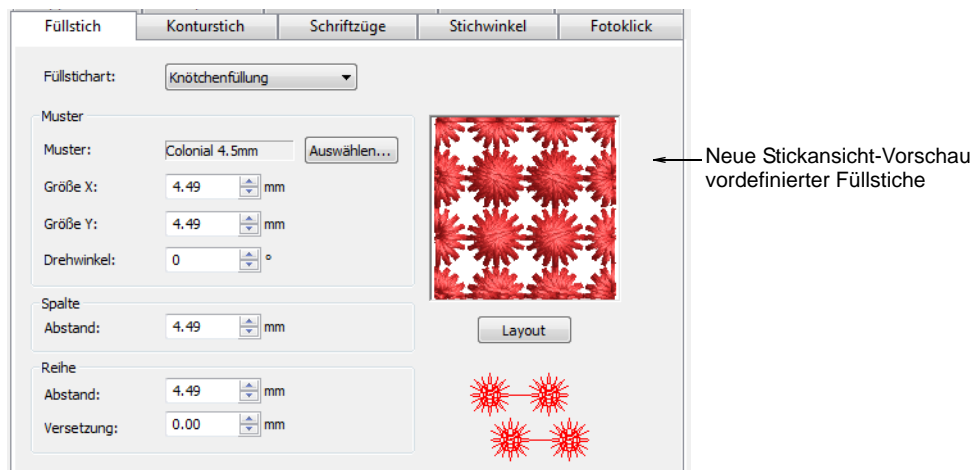 Füllstich Konturstich Schriftzüge Stichwinkel Fotoklick
Füllstichart: Knötchenfüllung
Muster
Muster: Colonial 4.5mm Auswählen...
Größe X: 4.49 mm
Größe Y: 4.49 mm
Drehwinkel: 0 °
Spalte
Abstand: 4.49 mm
Reihe
Abstand: 4.49 mm
Versetzung: 0.00 mm
Layout
Neue Stickansicht-Vorschau
vordefinierter Füllstiche